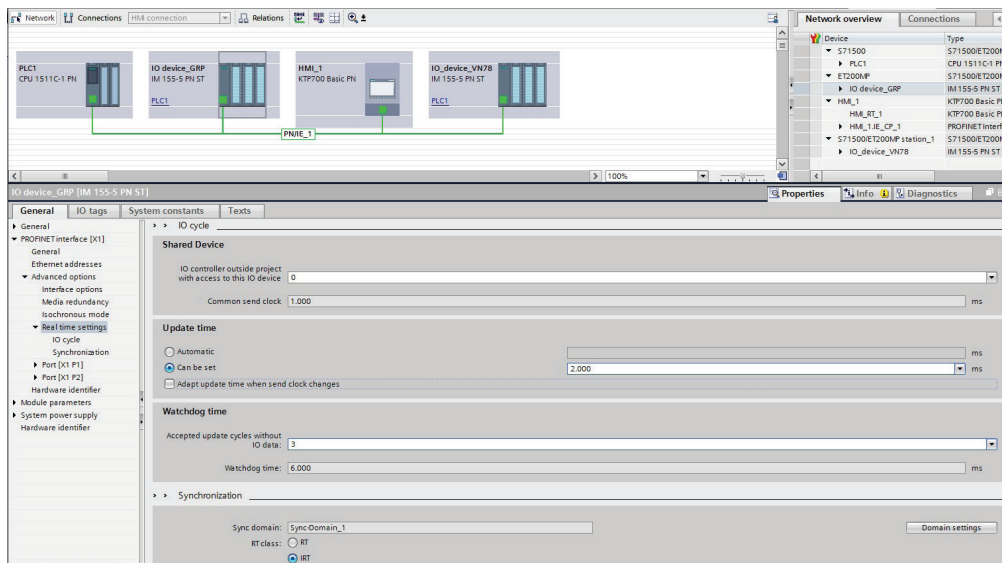 Network Connections HMI connection Relations
PLC1
CPU 1511C-1 PN
IO device_GRP
IM 155-5 PN ST
PLC1
HMI_1
KTP700 Basic PN
IO_device_VN78
IM 155-5 PN ST
PLC1
PN/IE_1
100%
Network overview Connections
Device Type
S71500 S71500/ET200M
PLC1 CPU 1511C-1 PN
ET200MP S71500/ET200M
IO device_GRP IM 155-5 PN ST
HMI_1 KTP700 Basic PN
HMI_RT_1 KTP700 Basic PN
HMI_1.IE_CP_1 PROFINET Interf
S71500/ET200MP station_1 S71500/ET200M
IO_device_VN78 IM 155-5 PN ST
IO device_GRP [IM 155-5 PN ST]
Properties Info Diagnostics
General IO tags System constants Texts
General
PROFINET interface [X1]
General
Ethernet addresses
Advanced options
Interface options
Media redundancy
Isochronous mode
Real time settings
IO cycle
Synchronization
Port [X1 P1]
Port [X1 P2]
Hardware identifier
Module parameters
System power supply
Hardware identifier
IO cycle
Shared Device
IO controller outside project
with access to this IO device 0
Common send clock 1.000 ms
Update time
Automatic ms
Can be set 2.000 ms
Adapt update time when send clock changes
Watchdog time
Accepted update cycles without
IO data: 3
Watchdog time: 6.000 ms
Synchronization
Sync domain: Sync-Domain_1 Domain settings
RT class: RT
IRT